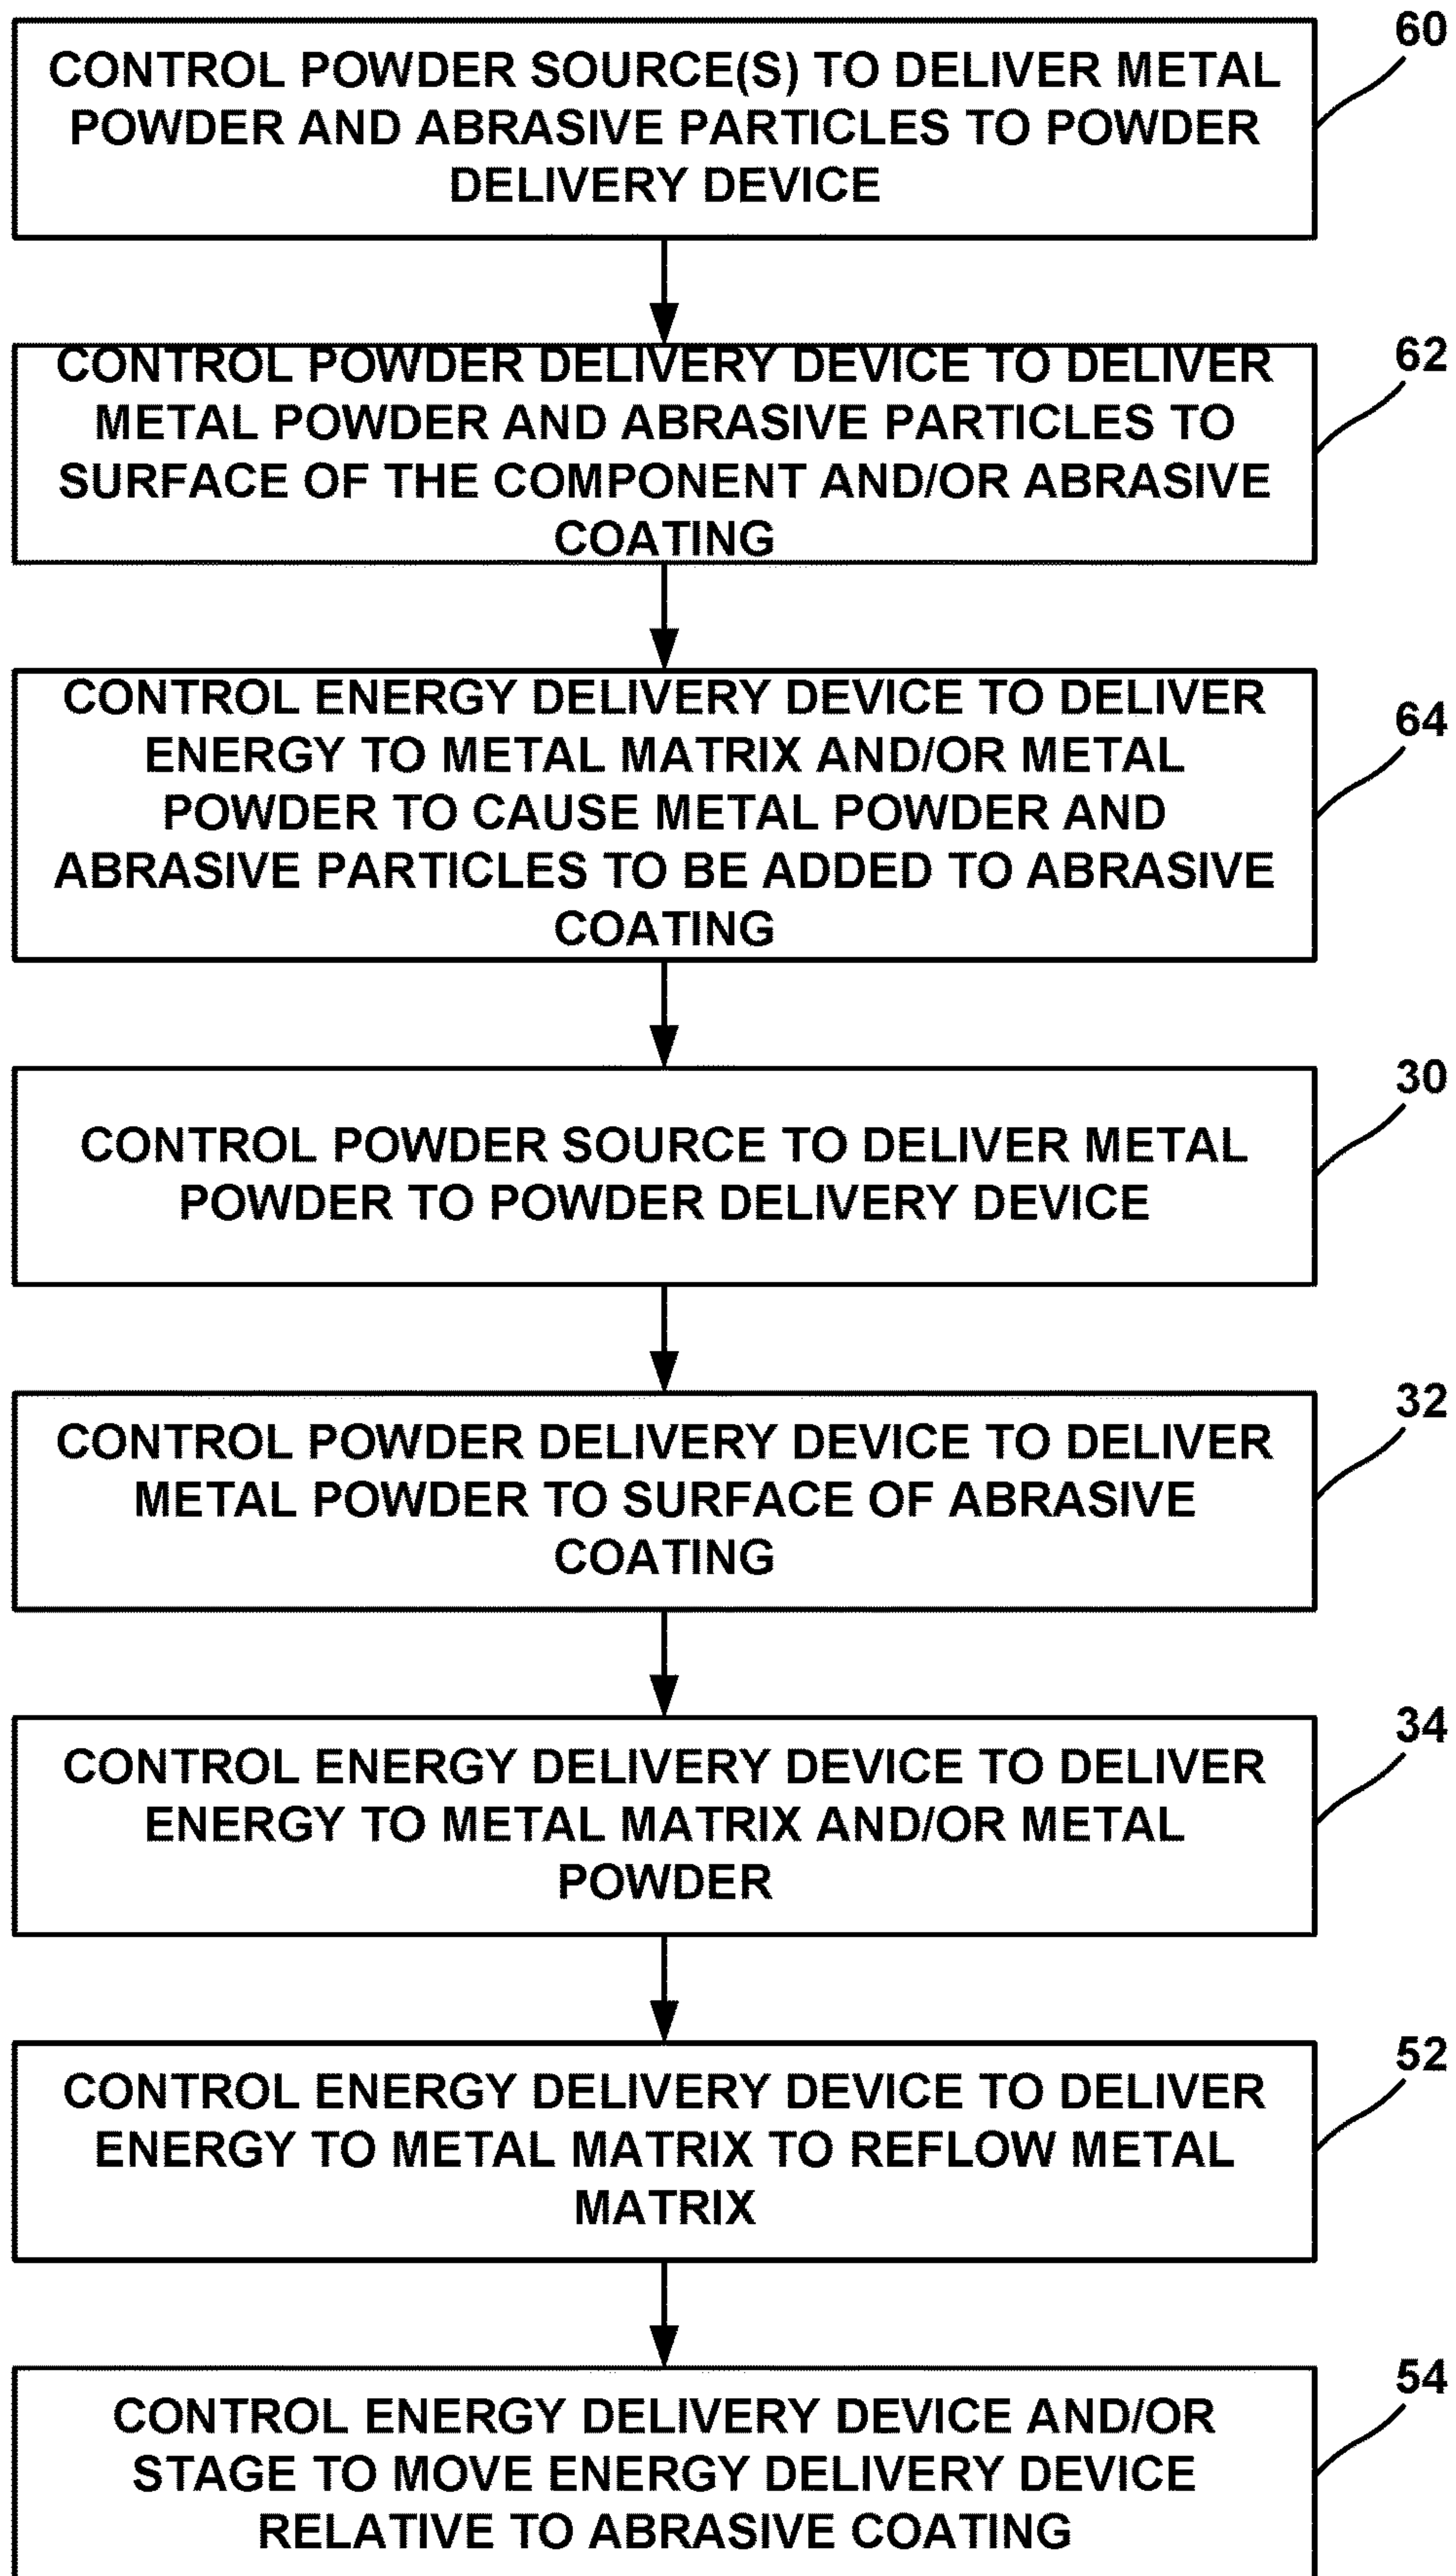 60
CONTROL POWDER SOURCE(S) TO DELIVER METAL
POWDER AND ABRASIVE PARTICLES TO POWDER
DELIVERY DEVICE
62
CONTROL POWDER DELIVERY DEVICE TO DELIVER
METAL POWDER AND ABRASIVE PARTICLES TO
SURFACE OF THE COMPONENT AND/OR ABRASIVE
COATING
64
CONTROL ENERGY DELIVERY DEVICE TO DELIVER
ENERGY TO METAL MATRIX AND/OR METAL
POWDER TO CAUSE METAL POWDER AND
ABRASIVE PARTICLES TO BE ADDED TO ABRASIVE
COATING
30
CONTROL POWDER SOURCE TO DELIVER METAL
POWDER TO POWDER DELIVERY DEVICE
32
CONTROL POWDER DELIVERY DEVICE TO DELIVER
METAL POWDER TO SURFACE OF ABRASIVE
COATING
34
CONTROL ENERGY DELIVERY DEVICE TO DELIVER
ENERGY TO METAL MATRIX AND/OR METAL
POWDER
52
CONTROL ENERGY DELIVERY DEVICE TO DELIVER
ENERGY TO METAL MATRIX TO REFLOW METAL
MATRIX
54
CONTROL ENERGY DELIVERY DEVICE AND/OR
STAGE TO MOVE ENERGY DELIVERY DEVICE
RELATIVE TO ABRASIVE COATING